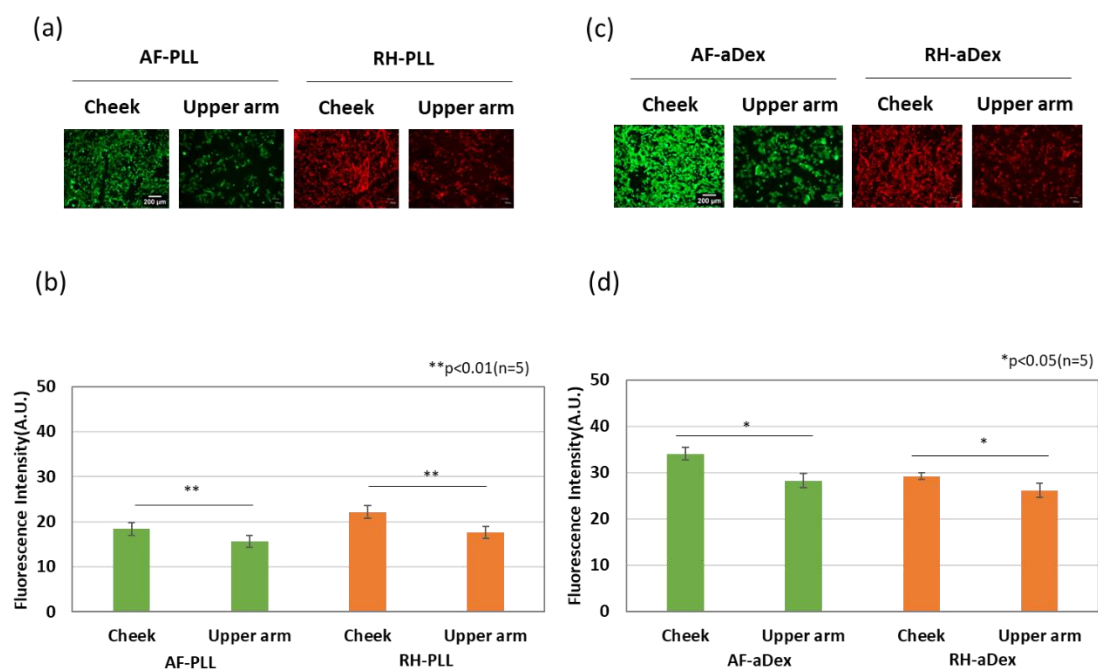 (a)
AF-PLL RH-PLL
Cheek Upper arm Cheek Upper arm
200 μm
(c)
AF-aDex RH-aDex
Cheek Upper arm Cheek Upper arm
200 μm
(b)
**p<0.01(n=5)
Fluorescence Intensity(A.U.)
50
40
30
20
10
0
**
**
Cheek Upper arm Cheek Upper arm
AF-PLL RH-PLL
(d)
*p<0.05(n=5)
Fluorescence Intensity(A.U.)
50
40
30
20
10
0
*
*
Cheek Upper arm Cheek Upper arm
AF-aDex RH-aDex